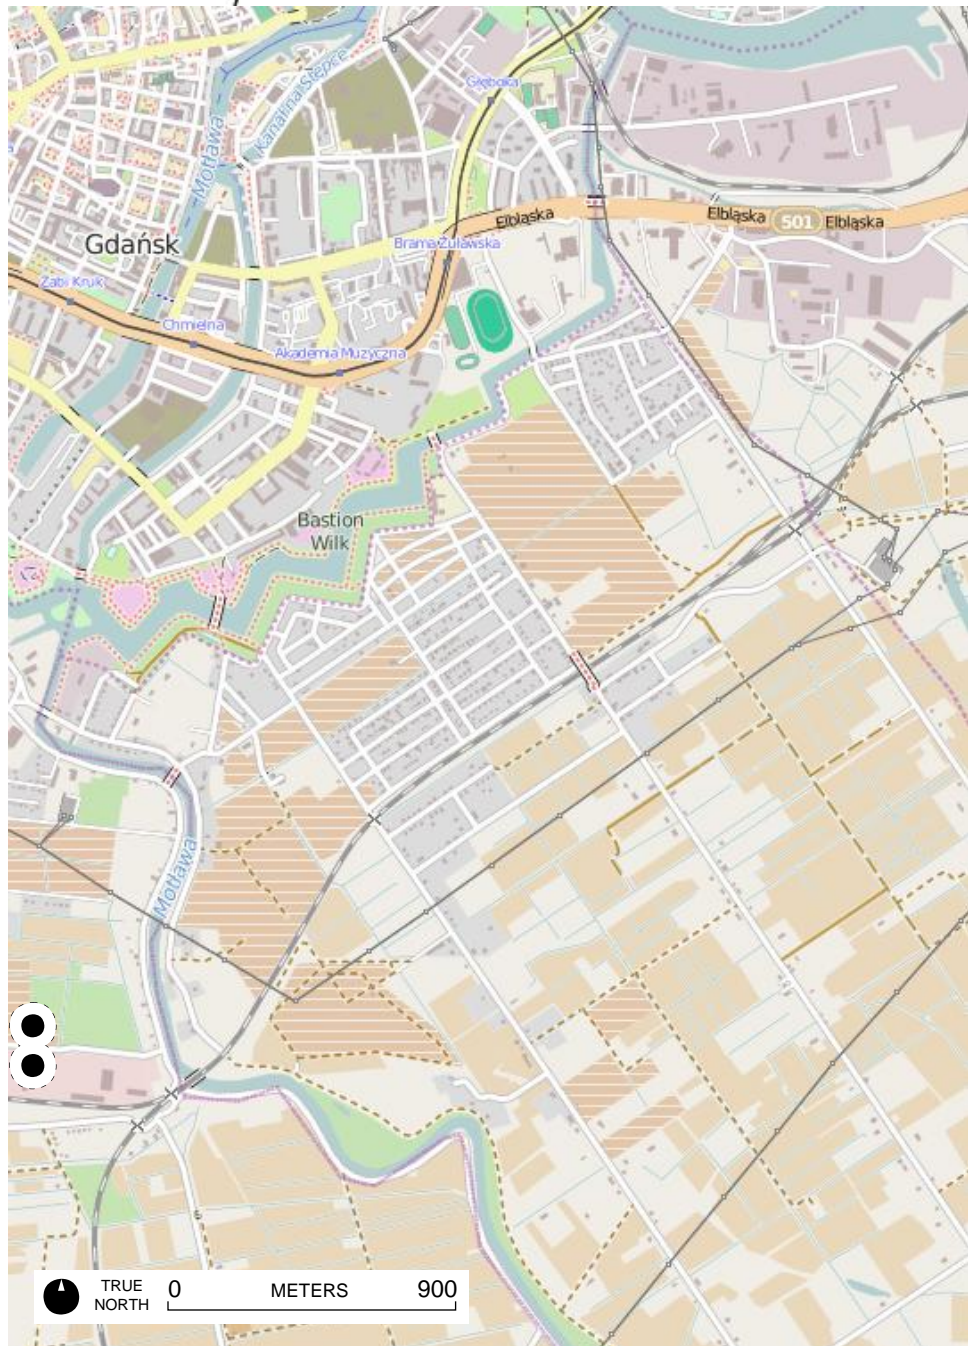 Głęboka
Kanał na Stępce
Motława
Elbląska
Elbląska
501
Elbląska
Gdańsk
Brama Żuławska
Żabi Kruk
Chmielna
Akademia Muzyczna
Bastion
Wilk
Motława
TRUE
NORTH
0
METERS
900